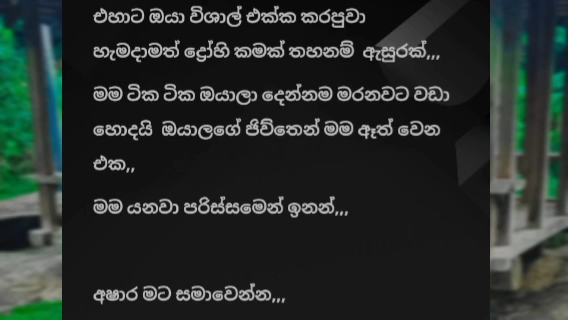 එහාට ඔයා විශාල් එක්ක කරපුවා
හැමදාමත් ද්‍රෝහි කමක් තහනම්  ඇසුරක්,,,
මම ටික ටික ඔයාලා දෙන්නම මරනවට වඩා
හොදයි  ඔයාලගේ ජිව්තෙන් මම ඈත් වෙන
එක,,
මම යනවා පරිස්සමෙන් ඉනන්,,,
අෂාර මට සමාවෙන්න,,,